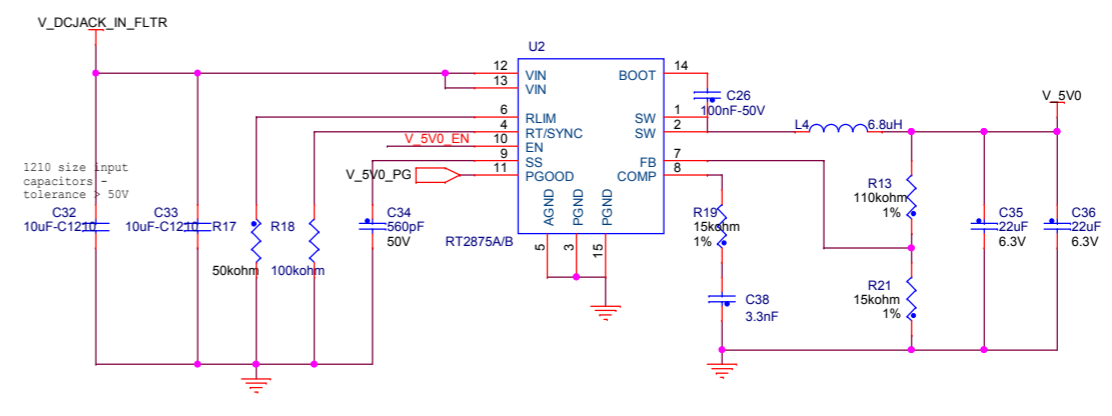 V_DCJACK_IN_FLTR
U2
12
VIN
13
VIN
6
RLIM
4
RT/SYNC
V_5V0_EN
10
EN
9
SS
V_5V0_PG
11
PGOOD
BOOT
14
SW
1
SW
2
FB
7
COMP
8
AGND
PGND
PGND
5
3
15
RT2875A/B
C26
100nF-50V
L4
6.8uH
V_5V0
1210 size input
capacitors -
tolerance > 50V
C32
10uF-C1210
C33
10uF-C1210
R17
50kohm
R18
100kohm
C34
560pF
50V
R19
15kohm
1%
C38
3.3nF
R13
110kohm
1%
R21
15kohm
1%
C35
22uF
6.3V
C36
22uF
6.3V